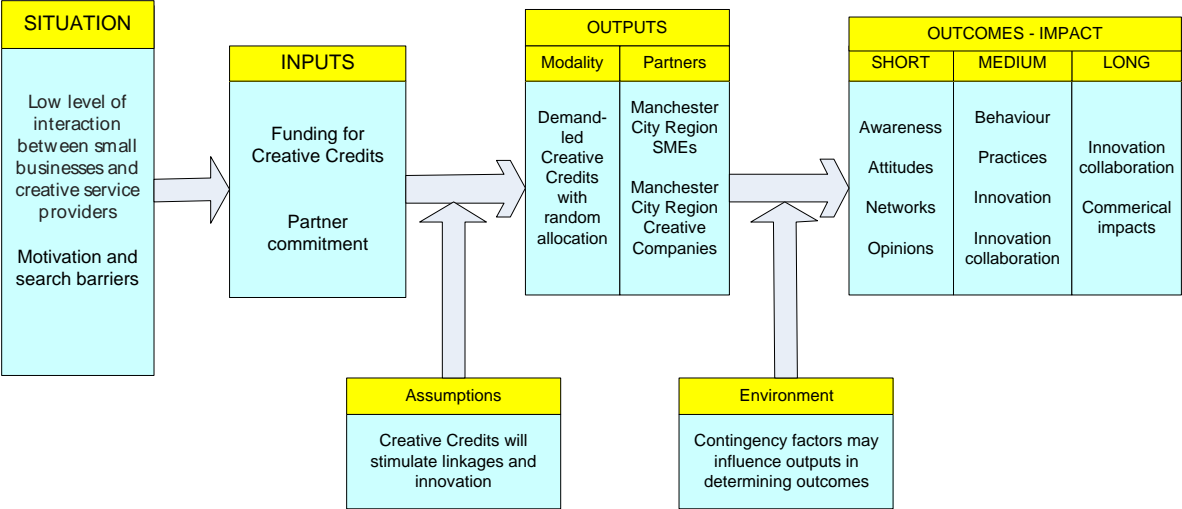 SITUATION
Low level of
interaction
between small
businesses and
creative service
providers
Motivation and
search barriers
INPUTS
Funding for
Creative Credits
Partner
commitment
OUTPUTS
Modality
Demand-
led
Creative
Credits
with
random
allocation
Partners
Manchester
City Region
SMEs
Manchester
City Region
Creative
Companies
OUTCOMES - IMPACT
SHORT
Awareness
Attitudes
Networks
Opinions
MEDIUM
Behaviour
Practices
Innovation
Innovation
collaboration
LONG
Innovation
collaboration
Commerical
impacts
Assumptions
Creative Credits will
stimulate linkages and
innovation
Environment
Contingency factors may
influence outputs in
determining outcomes